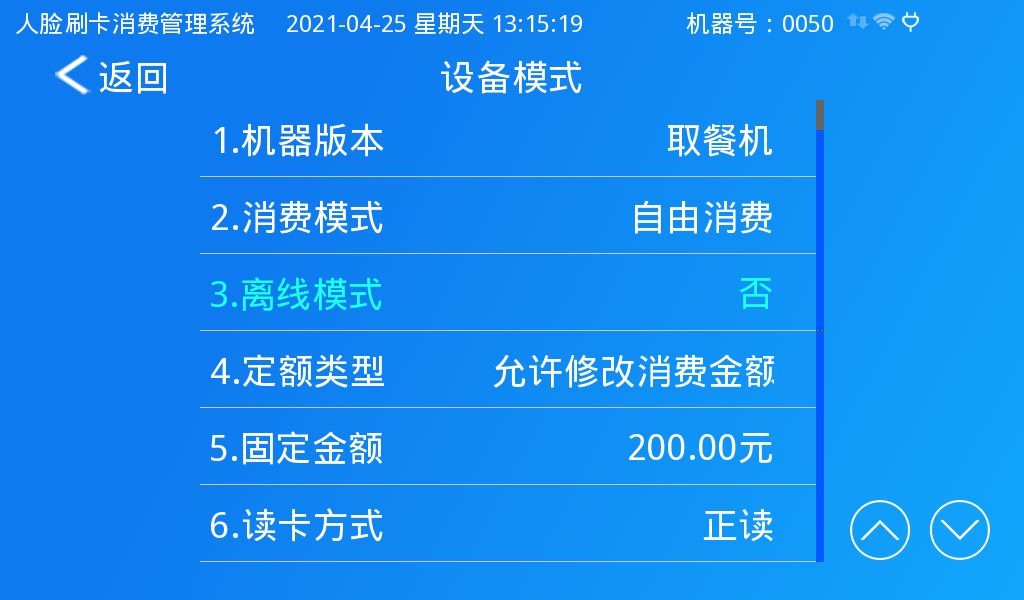 人脸刷卡消费管理系统 2021-04-25 星期天 13:15:19 机器号：0050
返回 设备模式
1.机器版本 取餐机
2.消费模式 自由消费
3.离线模式 否
4.定额类型 允许修改消费金额
5.固定金额 200.00元
6.读卡方式 正读